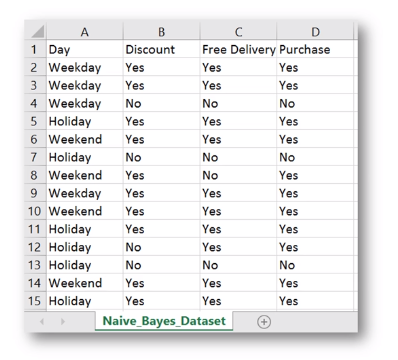 A B C D
1 Day Discount Free Delivery Purchase
2 Weekday Yes Yes Yes
3 Weekday Yes Yes Yes
4 Weekday No No No
5 Holiday Yes Yes Yes
6 Weekend Yes Yes Yes
7 Holiday No No No
8 Weekend Yes No Yes
9 Weekday Yes Yes Yes
10 Weekend Yes Yes Yes
11 Holiday Yes Yes Yes
12 Holiday No Yes Yes
13 Holiday No No No
14 Weekend Yes Yes Yes
15 Holiday Yes Yes Yes
Naive_Bayes_Dataset